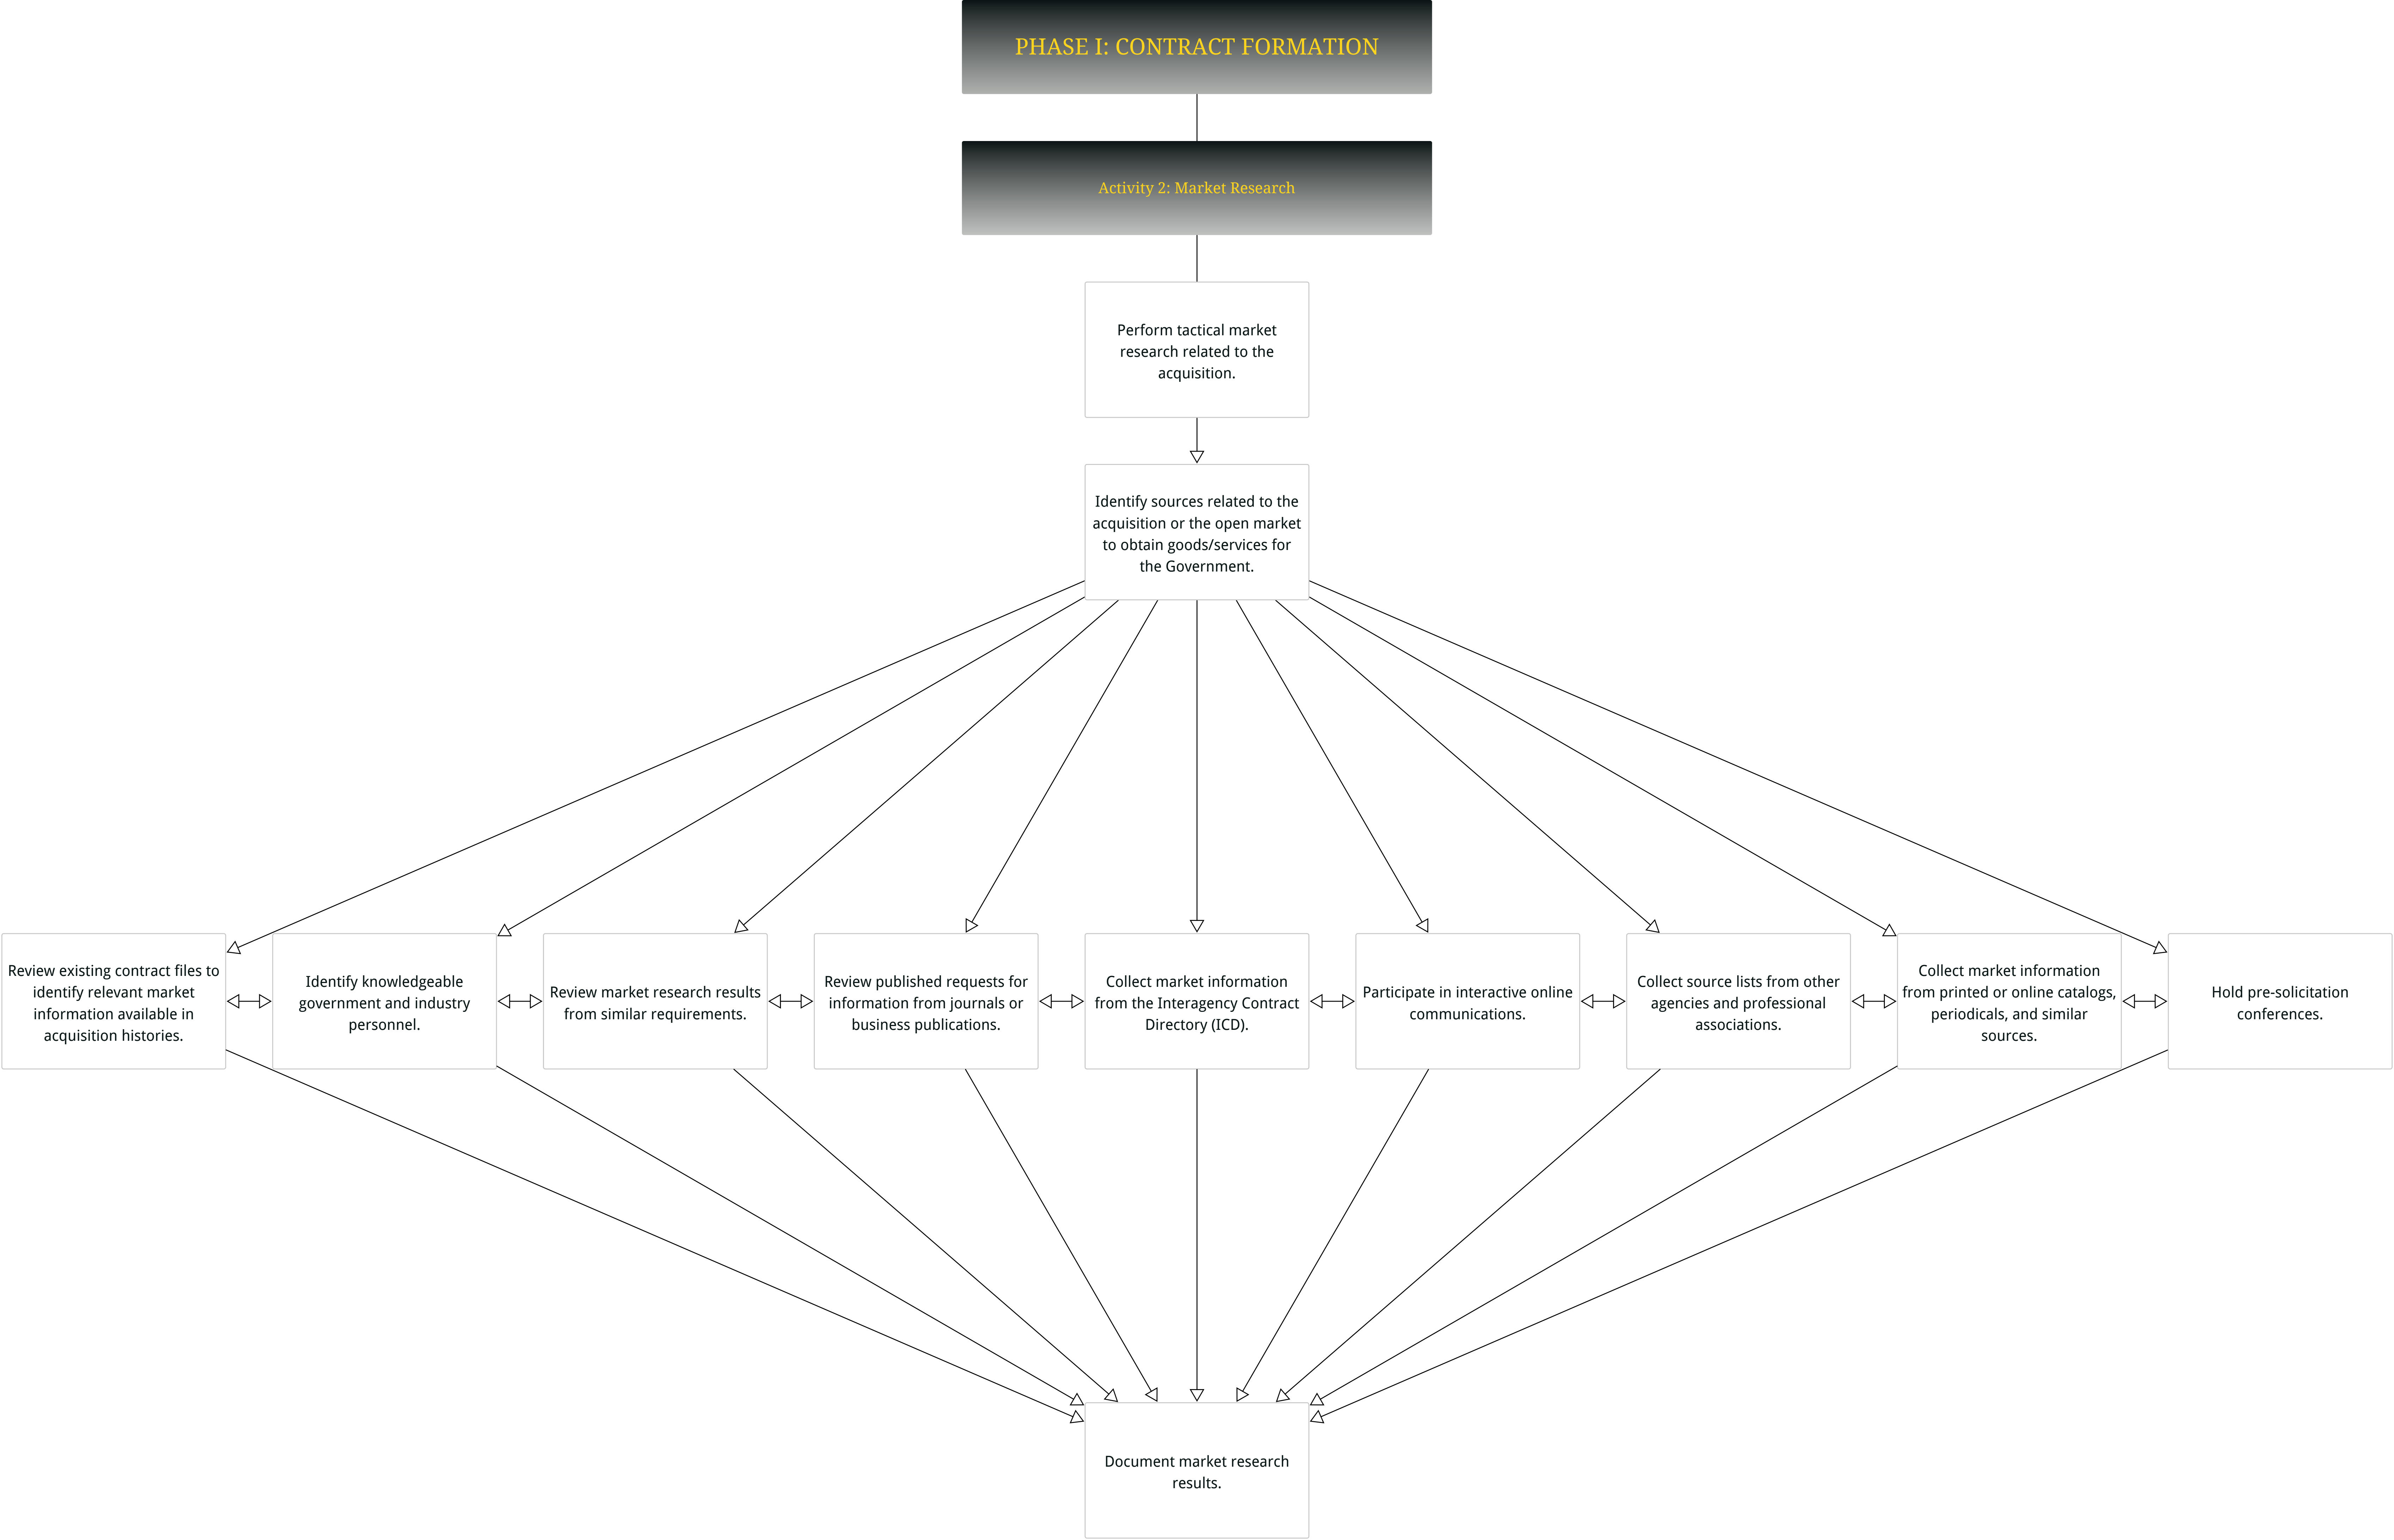 PHASE I: CONTRACT FORMATION
Activity 2: Market Research
Perform tactical market
research related to the
acquisition.
Identify sources related to the
acquisition or the open market
to obtain goods/services for
the Government.
Review existing contract files to
identify relevant market
information available in
acquisition histories.
Identify knowledgeable
government and industry
personnel.
Review market research results
from similar requirements.
Review published requests for
information from journals or
business publications.
Collect market information
from the Interagency Contract
Directory (ICD).
Participate in interactive online
communications.
Collect source lists from other
agencies and professional
associations.
Collect market information
from printed or online catalogs,
periodicals, and similar
sources.
Hold pre-solicitation
conferences.
Document market research
results.